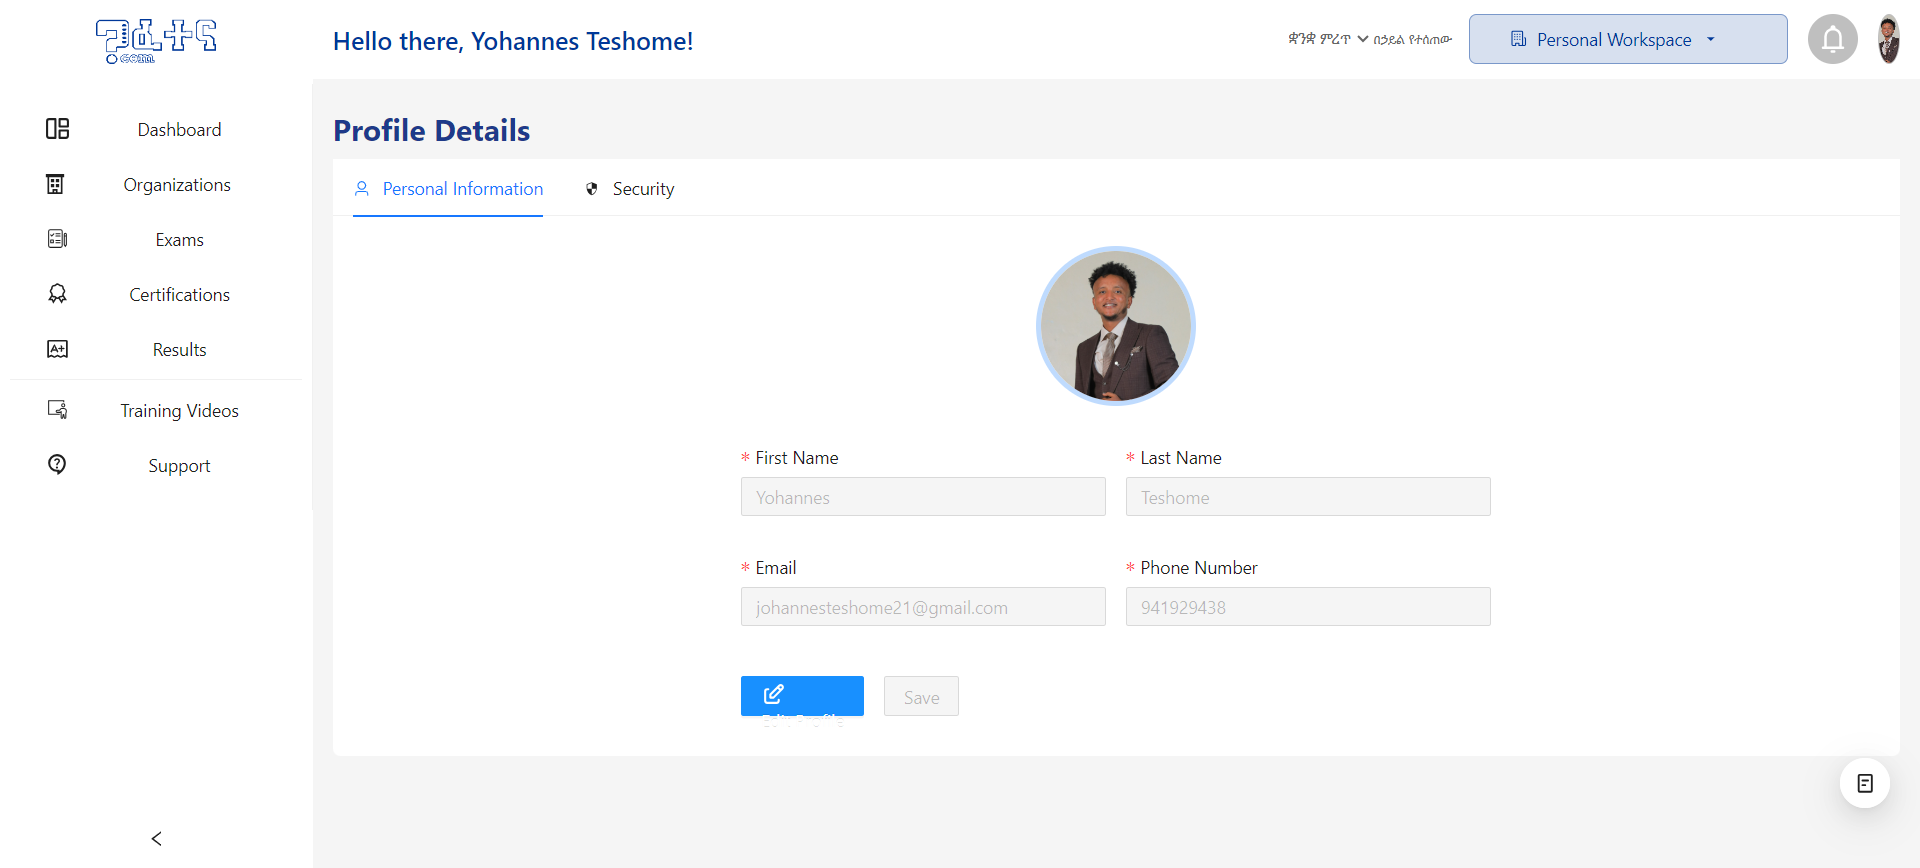 ፈተና
.com
Hello there, Yohannes Teshome!
ቋንቋ ምረጥ
በኃይል የተሰጠው
Personal Workspace
Dashboard
Organizations
Exams
Certifications
Results
Training Videos
Support
Profile Details
Personal Information
Security
* First Name
* Last Name
Yohannes
Teshome
* Email
* Phone Number
johannesteshome21@gmail.com
941929438
Edit Profile
Save